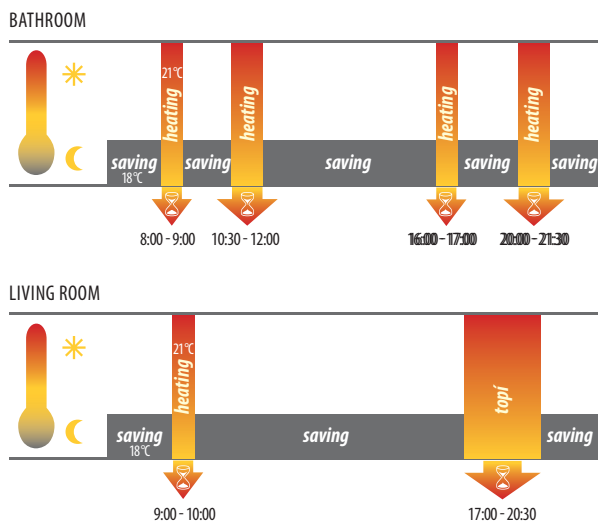 BATHROOM
21°C
heating
heating
heating
heating
saving
saving
saving
saving
saving
18°C
8:00 - 9:00
10:30 - 12:00
16:00 - 17:00
20:00 - 21:30
LIVING ROOM
21°C
heating
topí
saving
saving
saving
18°C
9:00 - 10:00
17:00 - 20:30